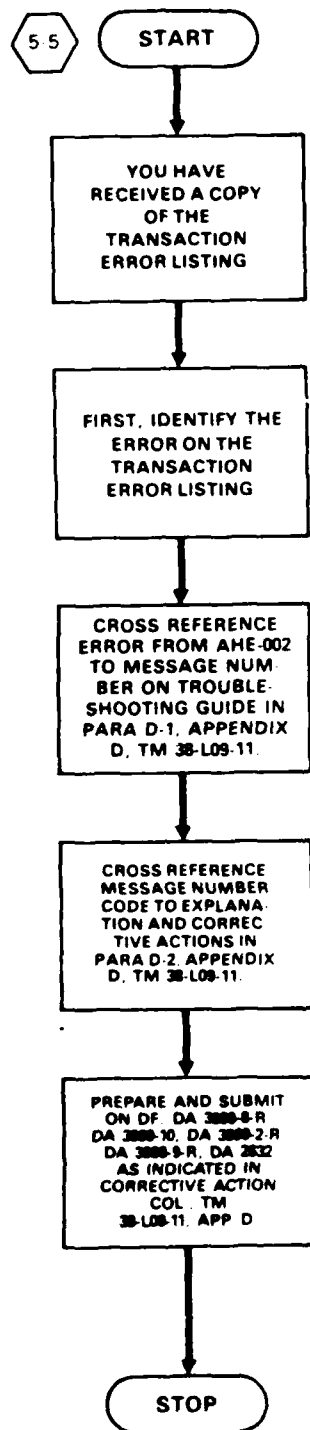 5-5
START
YOU HAVE
RECEIVED A COPY
OF THE
TRANSACTION
ERROR LISTING
FIRST, IDENTIFY THE
ERROR ON THE
TRANSACTION
ERROR LISTING
CROSS REFERENCE
ERROR FROM AHE-002
TO MESSAGE NUM-
BER ON TROUBLE-
SHOOTING GUIDE IN
PARA D-1, APPENDIX
D, TM 38-L09-11.
CROSS REFERENCE
MESSAGE NUMBER
CODE TO EXPLANA-
TION AND CORREC
TIVE ACTIONS IN
PARA D-2, APPENDIX
D, TM 38-L09-11.
PREPARE AND SUBMIT
ON DF, DA
DA DA
DA DA
AS INDICATED IN
CORRECTIVE ACTION
COL. TM
38-L09-11, APP D
STOP